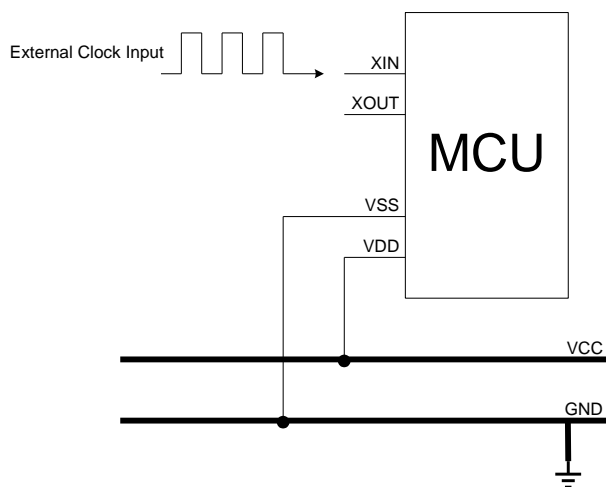 External Clock Input
XIN
XOUT
MCU
VSS
VDD
VCC
GND